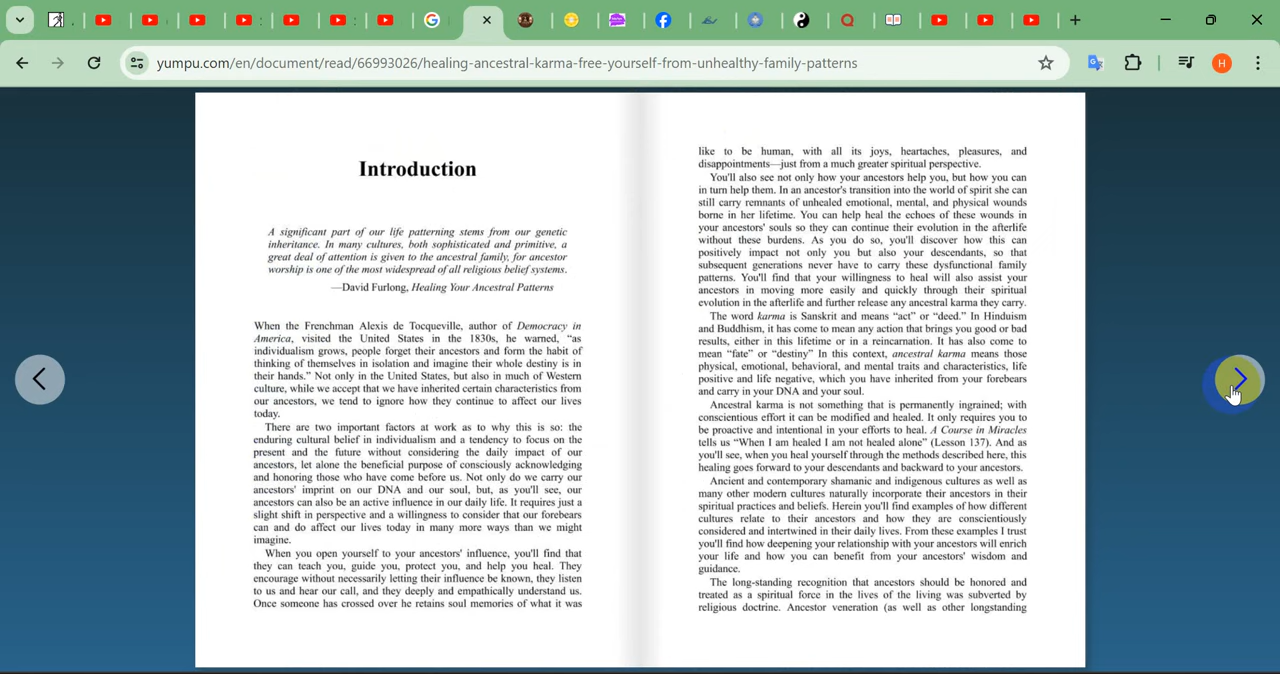 yumpu.com/en/document/read/66993026/healing-ancestral-karma-free-yourself-from-unhealthy-family-patterns
H
Introduction
A significant part of our life patterning stems from our genetic
inheritance. In many cultures, both sophisticated and primitive, a
great deal of attention is given to the ancestral family, for ancestor
worship is one of the most widespread of all religious belief systems.
—David Furlong, Healing Your Ancestral Patterns
When the Frenchman Alexis de Tocqueville, author of Democracy in
America, visited the United States in the 1830s, he warned, “as
individualism grows, people forget their ancestors and form the habit of
thinking of themselves in isolation and imagine their whole destiny is in
their hands.” Not only in the United States, but also in much of Western
culture, while we accept that we have inherited certain characteristics from
our ancestors, we tend to ignore how they continue to affect our lives
today.
There are two important factors at work as to why this is so: the
enduring cultural belief in individualism and a tendency to focus on the
present and the future without considering the daily impact of our
ancestors, let alone the beneficial purpose of consciously acknowledging
and honoring those who have come before us. Not only do we carry our
ancestors' imprint on our DNA and our soul, but, as you'll see, our
ancestors can also be an active influence in our daily life. It requires just a
slight shift in perspective and a willingness to consider that our forebears
can and do affect our lives today in many more ways than we might
imagine.
When you open yourself to your ancestors' influence, you'll find that
they can teach you, guide you, protect you, and help you heal. They
encourage without necessarily letting their influence be known, they listen
to us and hear our call, and they deeply and empathically understand us.
Once someone has crossed over he retains soul memories of what it was
like to be human, with all its joys, heartaches, pleasures, and
disappointments—just from a much greater spiritual perspective.
You'll also see not only how your ancestors help you, but how you can
in turn help them. In an ancestor's transition into the world of spirit she can
still carry remnants of unhealed emotional, mental, and physical wounds
borne in her lifetime. You can help heal the echoes of these wounds in
your ancestors' souls so they can continue their evolution in the afterlife
without these burdens. As you do so, you'll discover how this can
positively impact not only you but also your descendants, so that
subsequent generations never have to carry these dysfunctional family
patterns. You'll find that your willingness to heal will also assist your
ancestors in moving more easily and quickly through their spiritual
evolution in the afterlife and further release any ancestral karma they carry.
The word karma is Sanskrit and means “act” or “deed.” In Hinduism
and Buddhism, it has come to mean any action that brings you good or bad
results, either in this lifetime or in a reincarnation. It has also come to
mean “fate” or “destiny” In this context, ancestral karma means those
physical, emotional, behavioral, and mental traits and characteristics, life
positive and life negative, which you have inherited from your forebears
and carry in your DNA and your soul.
Ancestral karma is not something that is permanently ingrained; with
conscientious effort it can be modified and healed. It only requires you to
be proactive and intentional in your efforts to heal. A Course in Miracles
tells us “When I am healed I am not healed alone” (Lesson 137). And as
you'll see, when you heal yourself through the methods described here, this
healing goes forward to your descendants and backward to your ancestors.
Ancient and contemporary shamanic and indigenous cultures as well as
many other modern cultures naturally incorporate their ancestors in their
spiritual practices and beliefs. Herein you'll find examples of how different
cultures relate to their ancestors and how they are conscientiously
considered and intertwined in their daily lives. From these examples I trust
you'll find how deepening your relationship with your ancestors will enrich
your life and how you can benefit from your ancestors' wisdom and
guidance.
The long-standing recognition that ancestors should be honored and
treated as a spiritual force in the lives of the living was subverted by
religious doctrine. Ancestor veneration (as well as other longstanding